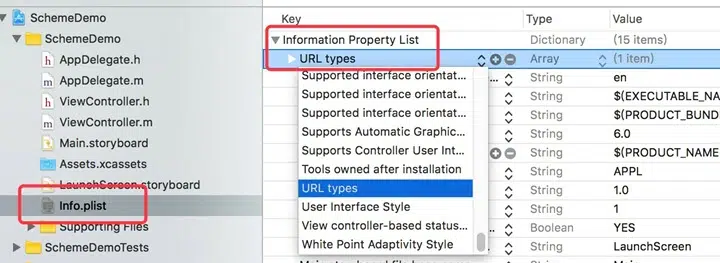 SchemeDemo
SchemeDemo
AppDelegate.h
AppDelegate.m
ViewController.h
ViewController.m
Main.storyboard
Assets.xcassets
LaunchScreen.storyboard
Info.plist
Supporting Files
SchemeDemoTests
Key Type Value
Information Property List Dictionary (15 items)
URL types Array (1 item)
Supported interface orientat... String en
Supported interface orientat... String $(EXECUTABLE_NA
Supported interface orientat... String $(PRODUCT_BUND
Supports Automatic Graphic... String 6.0
Supports Controller User Int... String $(PRODUCT_NAME
Tools owned after installation String APPL
URL types String 1.0
User Interface Style String 1
View controller-based status... Boolean YES
White Point Adaptivity Style String LaunchScreen